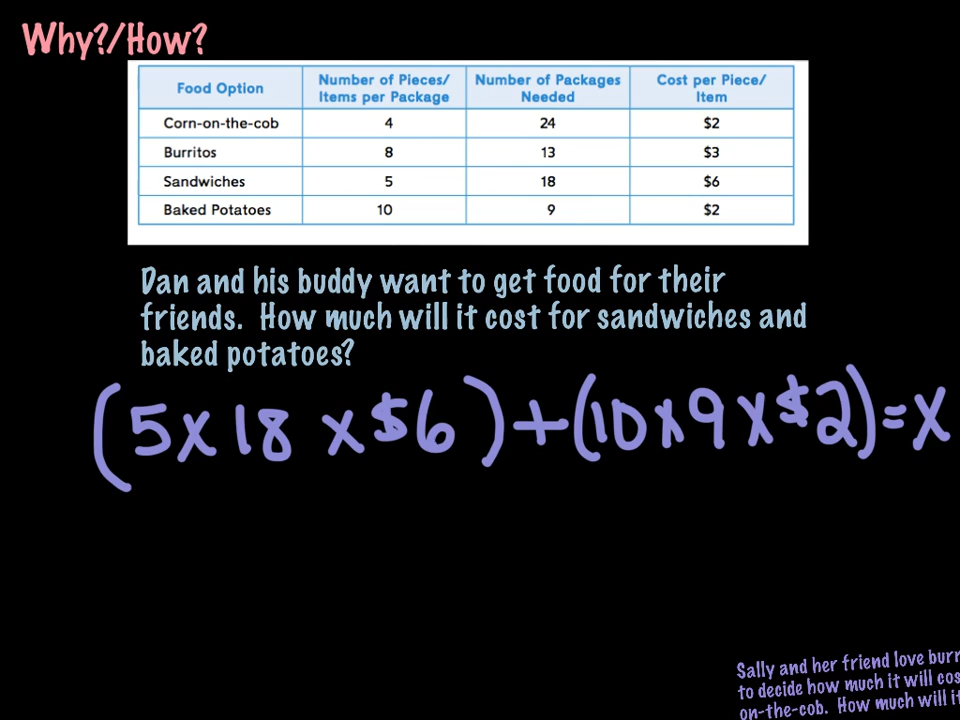 Why?/How?
Food Option
Number of Pieces/
Items per Package
Number of Packages
Needed
Cost per Piece/
Item
Corn-on-the-cob 4 24 $2
Burritos 8 13 $3
Sandwiches 5 18 $6
Baked Potatoes 10 9 $2
Dan and his buddy want to get food for their
friends. How much will it cost for sandwiches and
baked potatoes?
(5x18 x $6) + (10x9 x $2) = x
Sally and her friend love
to decide how much it will
on-the-cob. How much will